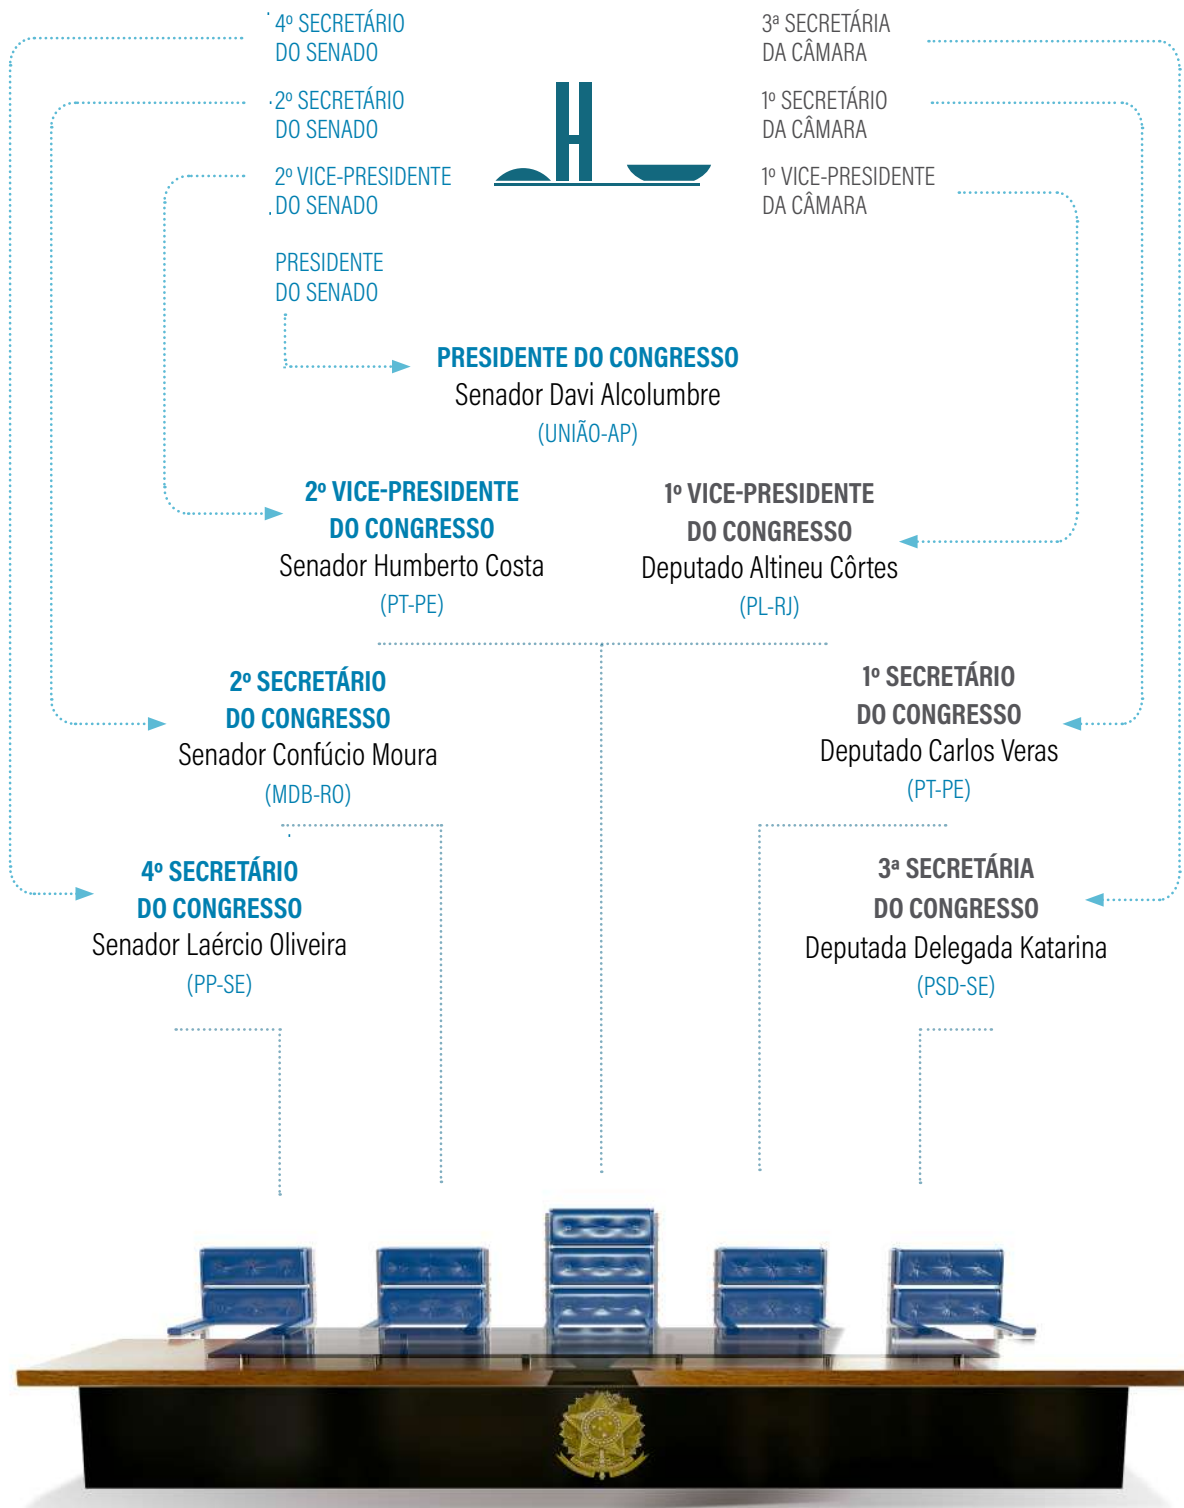 4º SECRETÁRIO
DO SENADO
2º SECRETÁRIO
DO SENADO
2º VICE-PRESIDENTE
DO SENADO
PRESIDENTE
DO SENADO
3ª SECRETÁRIA
DA CÂMARA
1º SECRETÁRIO
DA CÂMARA
1º VICE-PRESIDENTE
DA CÂMARA
PRESIDENTE DO CONGRESSO
Senador Davi Alcolumbre
(UNIÃO-AP)
2º VICE-PRESIDENTE
DO CONGRESSO
Senador Humberto Costa
(PT-PE)
1º VICE-PRESIDENTE
DO CONGRESSO
Deputado Altineu Côrtes
(PL-RJ)
2º SECRETÁRIO
DO CONGRESSO
Senador Confúcio Moura
(MDB-RO)
1º SECRETÁRIO
DO CONGRESSO
Deputado Carlos Veras
(PT-PE)
4º SECRETÁRIO
DO CONGRESSO
Senador Laércio Oliveira
(PP-SE)
3ª SECRETÁRIA
DO CONGRESSO
Deputada Delegada Katarina
(PSD-SE)